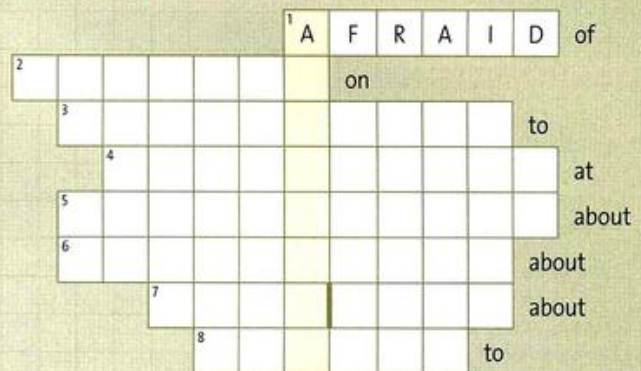 1 A F R A I D of
2 on
3 to
4 at
5 about
6 about
7 about
8 to